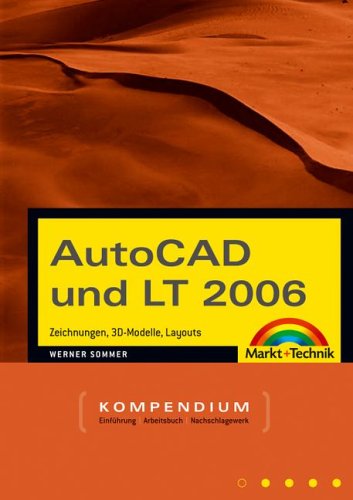 AutoCAD
und LT 2006
Zeichnungen, 3D-Modelle, Layouts
WERNER SOMMER
Markt+Technik
KOMPENDIUM
Einführung | Arbeitsbuch | Nachschlagewerk